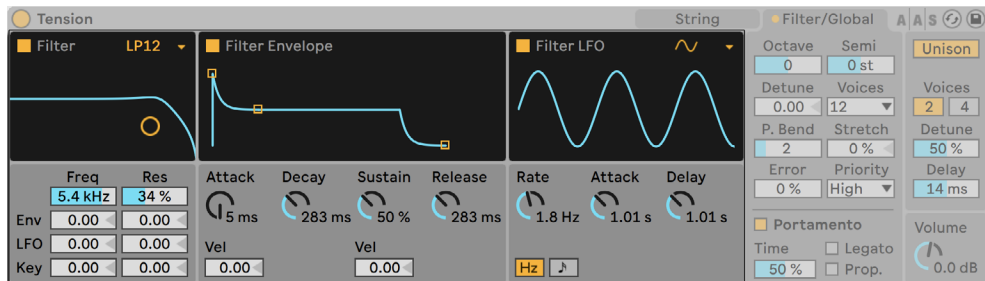 Tension
String
Filter/Global
A A S
Filter
LP12
Filter Envelope
Filter LFO
Octave
Semi
0
0 st
Detune
Voices
0.00
12
P. Bend
Stretch
2
0 %
Error
Priority
0 %
High
Unison
Voices
2
4
Detune
50 %
Delay
14 ms
Freq
Res
5.4 kHz
34 %
Env
0.00
0.00
LFO
0.00
0.00
Key
0.00
0.00
Attack
Decay
Sustain
Release
5 ms
283 ms
50 %
283 ms
Vel
Vel
0.00
0.00
Rate
Attack
Delay
1.8 Hz
1.01 s
1.01 s
Hz
Portamento
Time
Legato
50 %
Prop.
Volume
0.0 dB